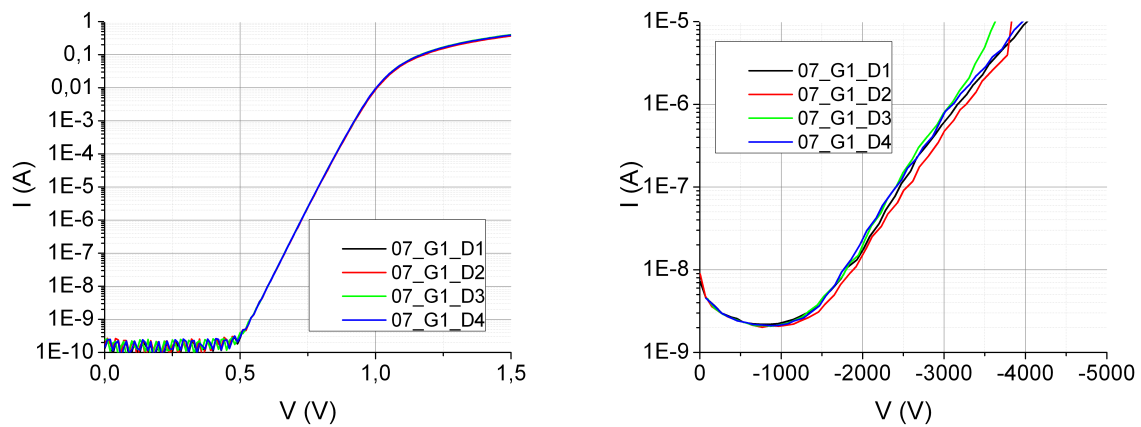 1
0,1
0,01
1E-3
1E-4
1E-5
1E-6
1E-7
1E-8
1E-9
1E-10
I (A)
07_G1_D1
07_G1_D2
07_G1_D3
07_G1_D4
0,0
0,5
1,0
1,5
V (V)
1E-5
1E-6
1E-7
1E-8
1E-9
I (A)
07_G1_D1
07_G1_D2
07_G1_D3
07_G1_D4
0
-1000
-2000
-3000
-4000
-5000
V (V)